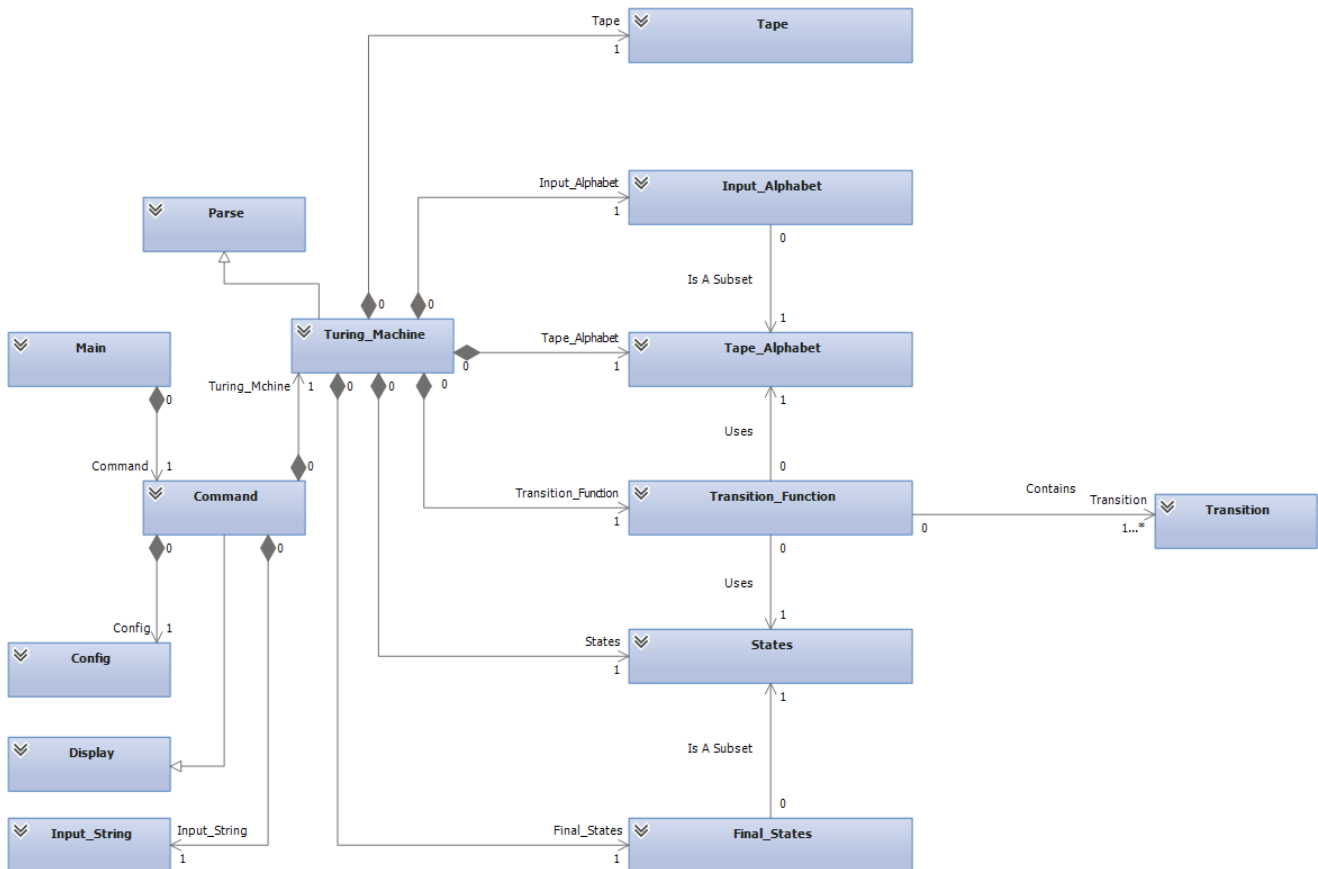 Tape
1
Tape
Input_Alphabet
1
Input_Alphabet
0
Parse
Is A Subset
0
0
1
Main
Turing_Machine
Tape_Alphabet
0
1
Tape_Alphabet
Turing_Mchine
1
0
0
0
1
0
Uses
Command
1
0
0
Command
Transition_Function
1
Transition_Function
Contains
Transition
0
1...*
Transition
0
0
0
Uses
Config
1
1
Config
States
1
States
1
Display
Is A Subset
0
Input_String
Input_String
1
Final_States
1
Final_States